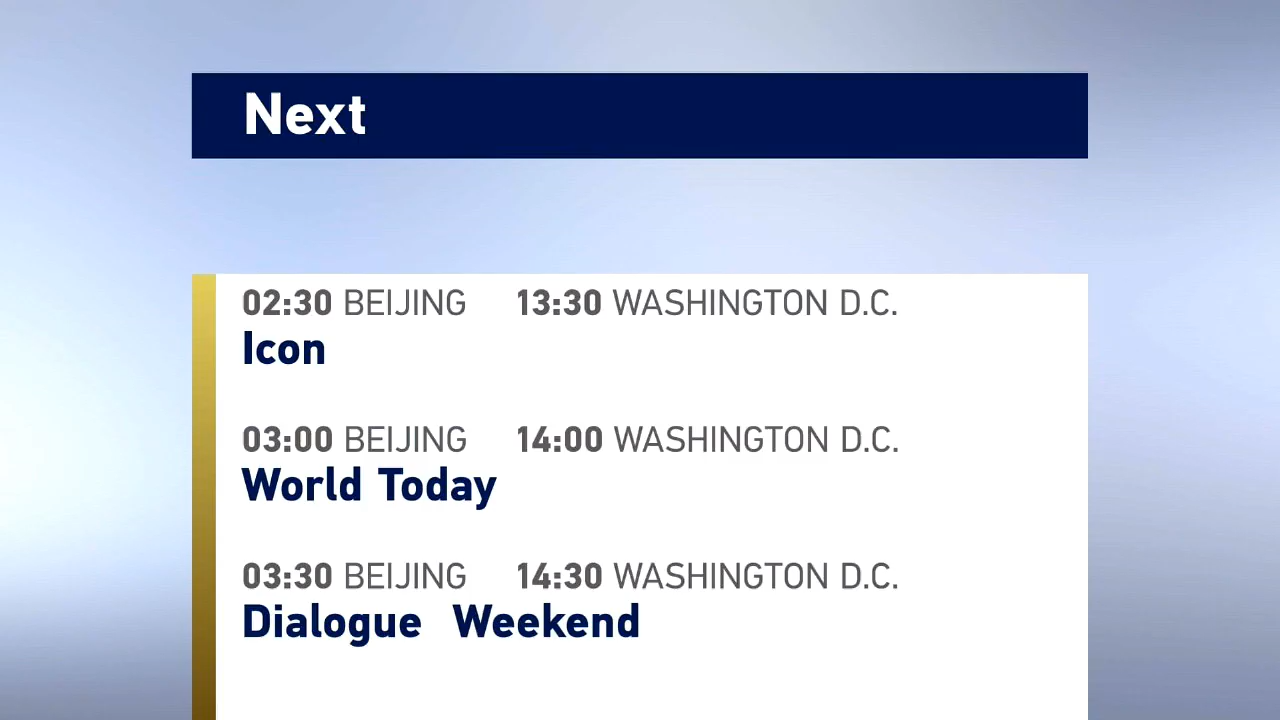 Next
02:30 BEIJING 13:30 WASHINGTON D.C.
Icon
03:00 BEIJING 14:00 WASHINGTON D.C.
World Today
03:30 BEIJING 14:30 WASHINGTON D.C.
Dialogue Weekend